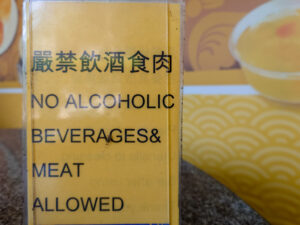 嚴禁飲酒食肉
NO ALCOHOLIC
BEVERAGES&
MEAT
ALLOWED